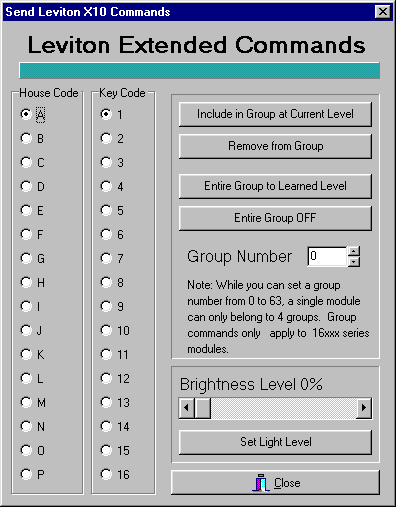 Send Leviton X10 Commands
Leviton Extended Commands
House Code
A
B
C
D
E
F
G
H
I
J
K
L
M
N
O
P
Key Code
1
2
3
4
5
6
7
8
9
10
11
12
13
14
15
16
Include in Group at Current Level
Remove from Group
Entire Group to Learned Level
Entire Group OFF
Group Number 0
Note: While you can set a group
number from 0 to 63, a single module
can only belong to 4 groups. Group
commands only apply to 16xxx series
modules.
Brightness Level 0%
Set Light Level
Close